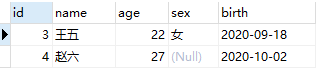 id name age sex birth
3 王五 22 女 2020-09-18
4 赵六 27 (Null) 2020-10-02